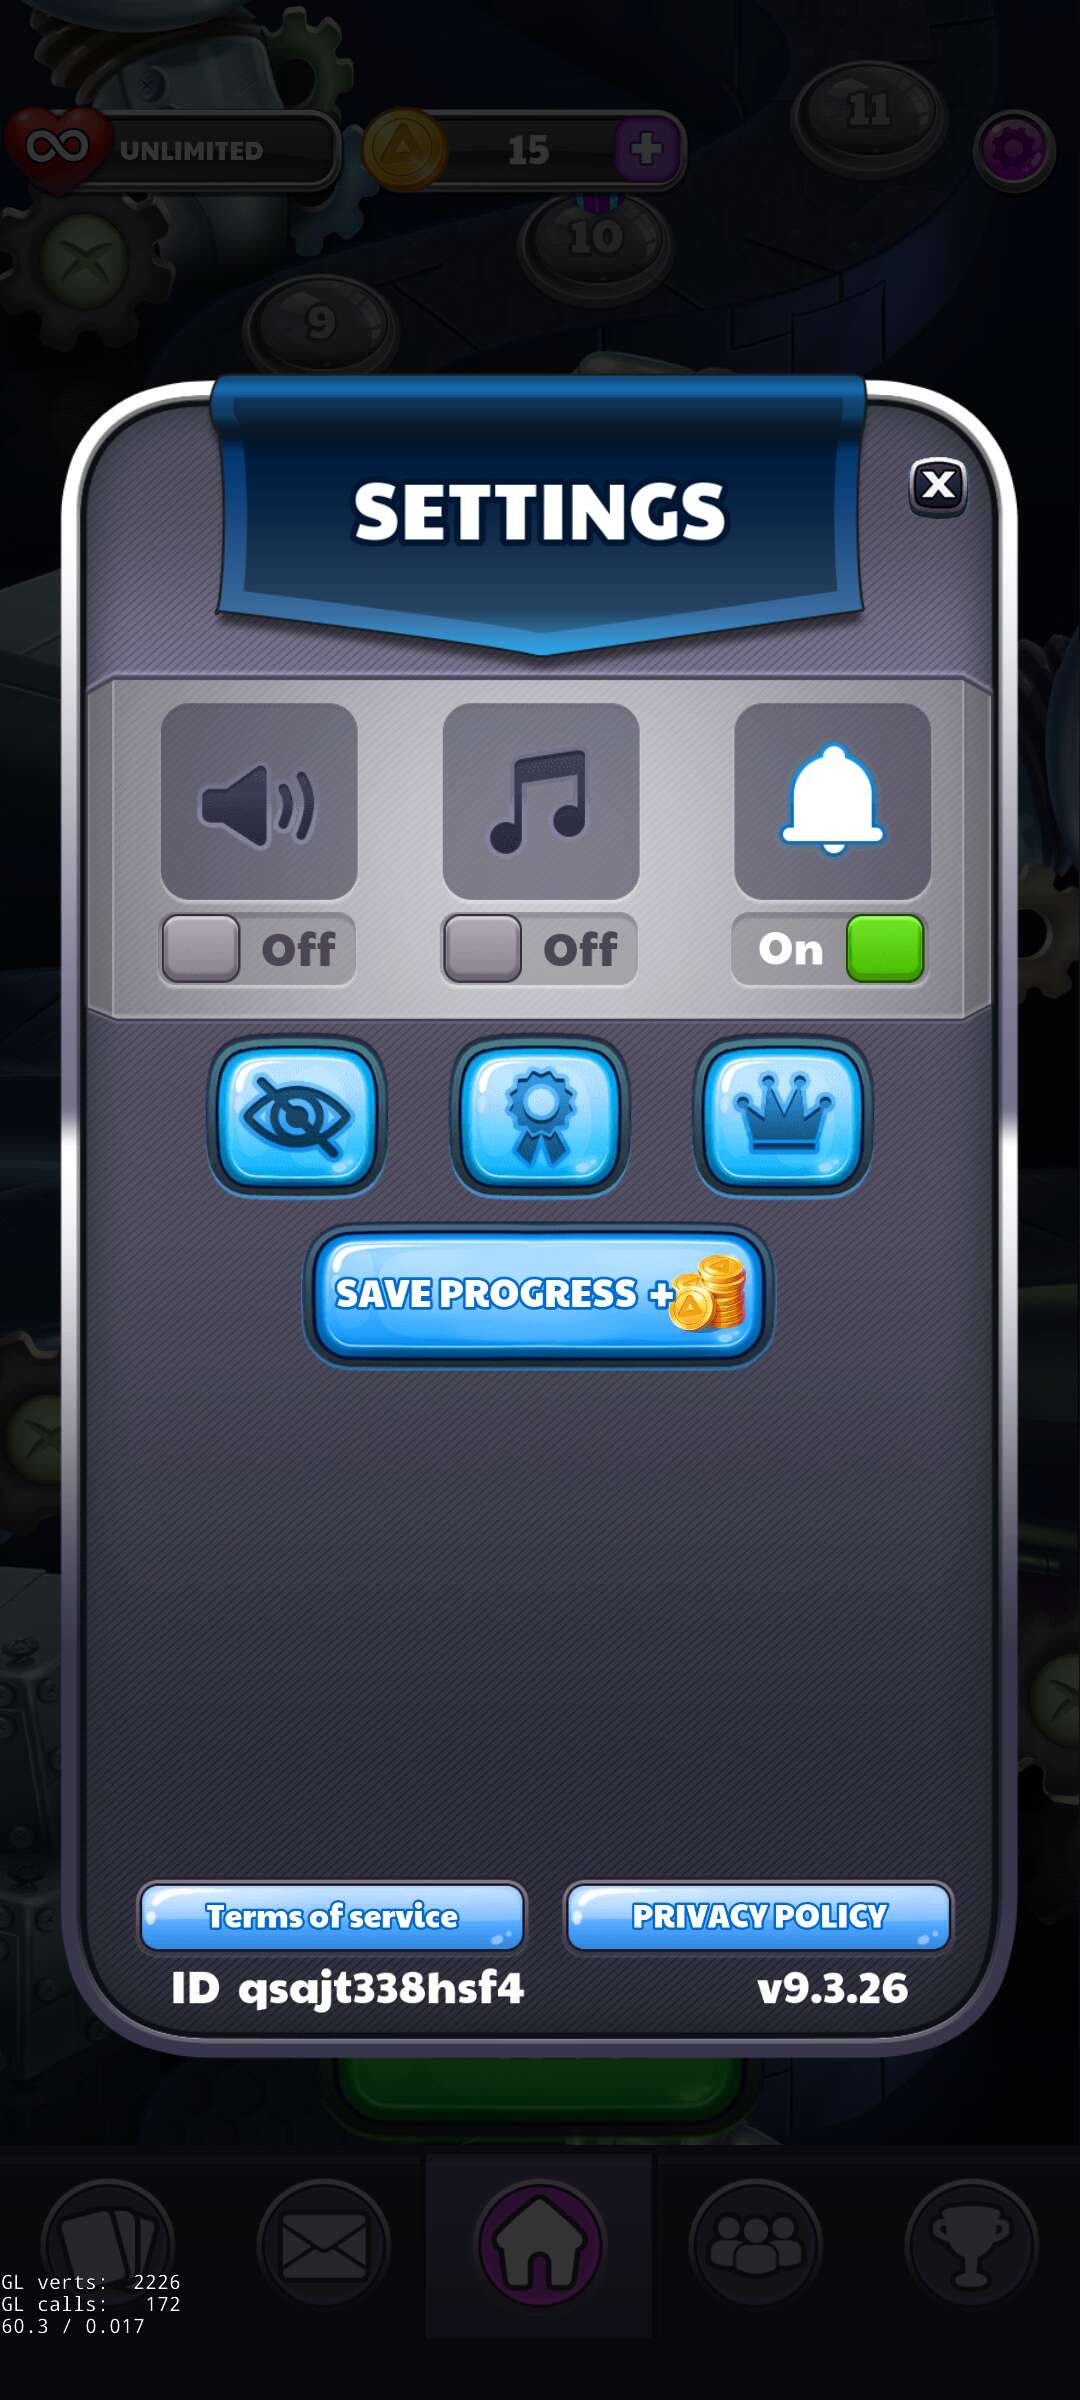 UNLIMITED
15
11
10
9
SETTINGS
Off
Off
On
SAVE PROGRESS +
Terms of service
PRIVACY POLICY
ID qsajt338hsf4
v9.3.26
GL verts: 2226
GL calls: 172
60.3 / 0.017